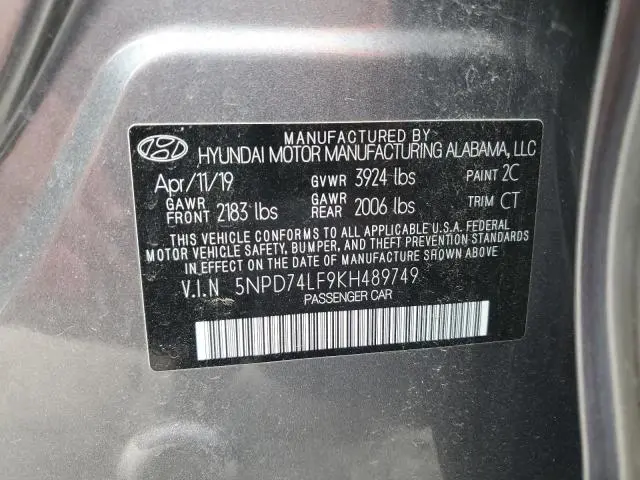 MANUFACTURED BY
HYUNDAI MOTOR MANUFACTURING ALABAMA, LLC
Apr/11/19 GVWR 3924 lbs PAINT 2C
GAWR FRONT 2183 lbs GAWR REAR 2006 lbs TRIM CT
THIS VEHICLE CONFORMS TO ALL APPLICABLE U.S.A. FEDERAL
MOTOR VEHICLE SAFETY, BUMPER, AND THEFT PREVENTION STANDARDS
IN EFFECT ON THE DATE OF MANUFACTURE SHOWN ABOVE.
V.I.N 5NPD74LF9KH489749
PASSENGER CAR